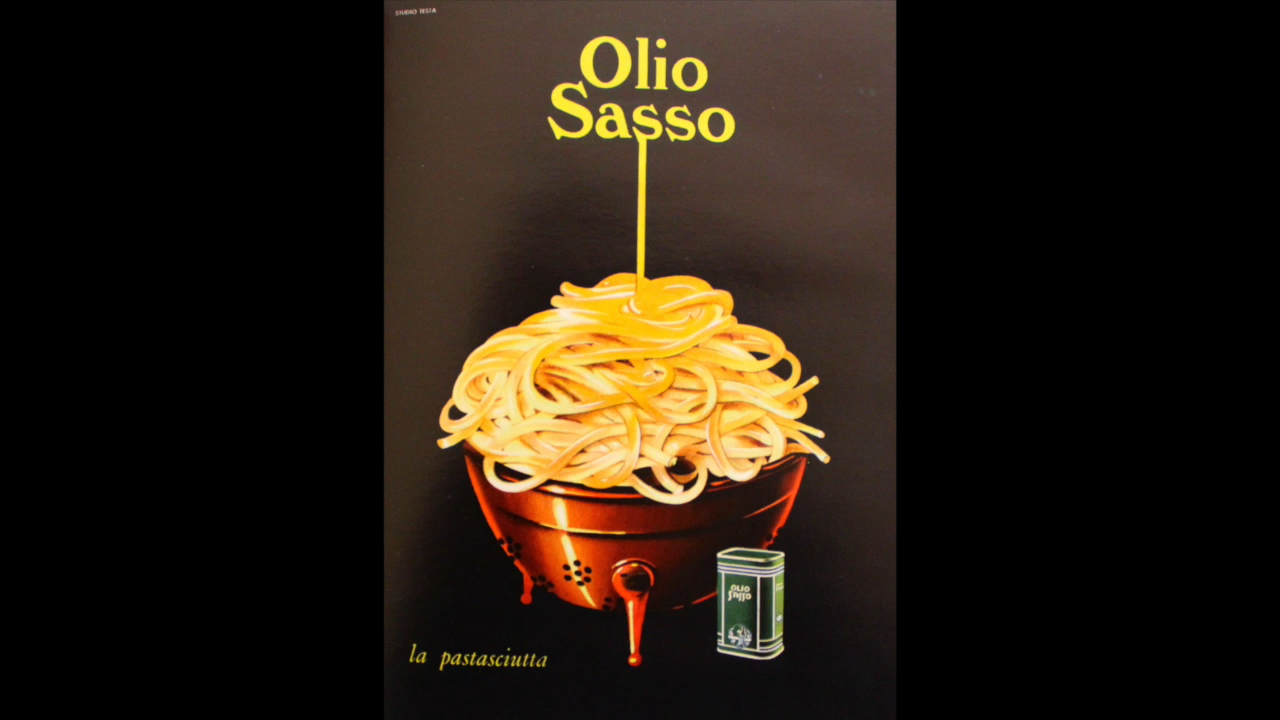 STUDIO TESTA
Olio
Sasso
OLIO
Sasso
la pastasciutta